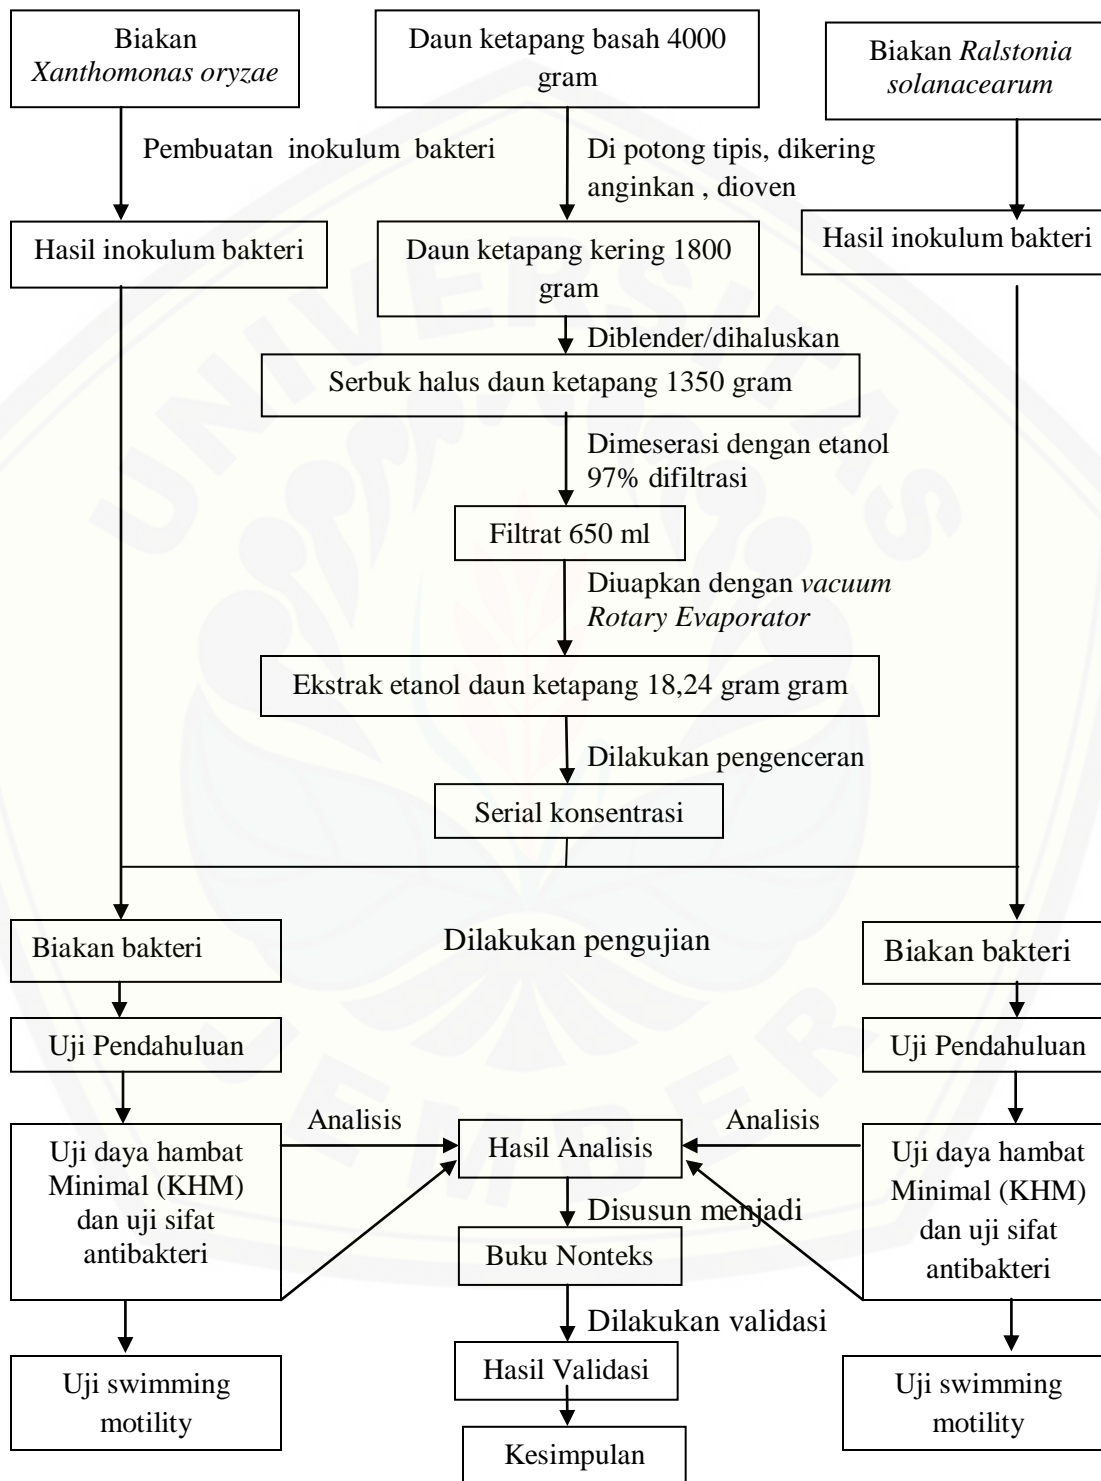 Biakan
Xanthomonas oryzae
Daun ketapang basah 4000
gram
Biakan Ralstonia
solanacearum
Pembuatan inokulum bakteri
Di potong tipis, dikering
anginkan , dioven
Hasil inokulum bakteri
Daun ketapang kering 1800
gram
Hasil inokulum bakteri
Diblender/dihaluskan
Serbuk halus daun ketapang 1350 gram
Dimeserasi dengan etanol
97% difiltrasi
Filtrat 650 ml
Diuapkan dengan vacuum
Rotary Evaporator
Ekstrak etanol daun ketapang 18,24 gram gram
Dilakukan pengenceran
Serial konsentrasi
Biakan bakteri
Dilakukan pengujian
Biakan bakteri
Uji Pendahuluan
Uji Pendahuluan
Analisis
Analisis
Uji daya hambat
Minimal (KHM)
dan uji sifat
antibakteri
Hasil Analisis
Uji daya hambat
Minimal (KHM)
dan uji sifat
antibakteri
Disusun menjadi
Buku Nonteks
Dilakukan validasi
Hasil Validasi
Uji swimming
motility
Uji swimming
motility
Kesimpulan
UNIVERSITAS
JEMBER